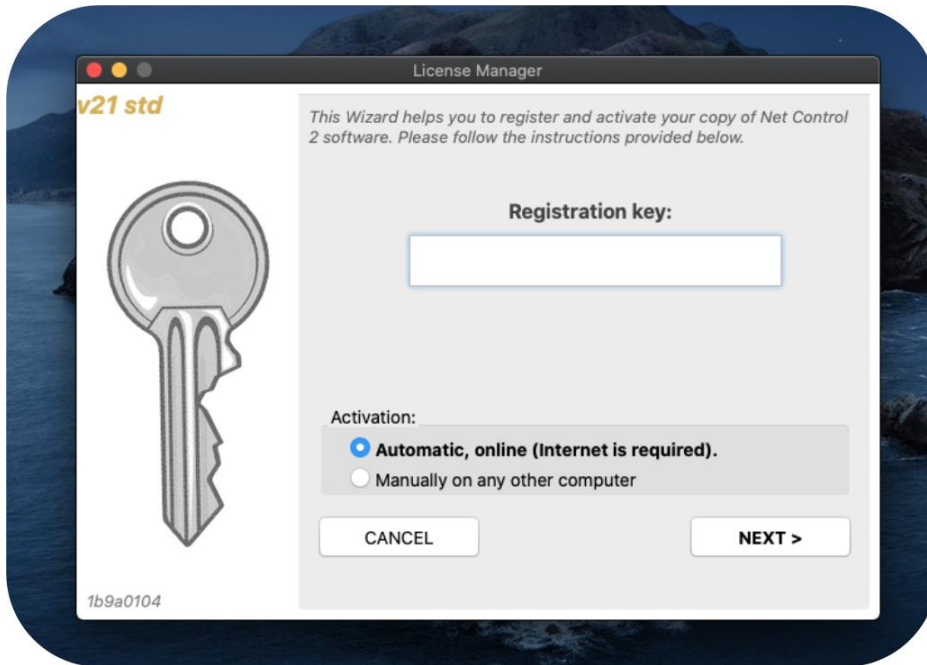 License Manager
v21 std
This Wizard helps you to register and activate your copy of Net Control
2 software. Please follow the instructions provided below.
Registration key:
Activation:
Automatic, online (Internet is required).
Manually on any other computer
CANCEL
NEXT >
1b9a0104